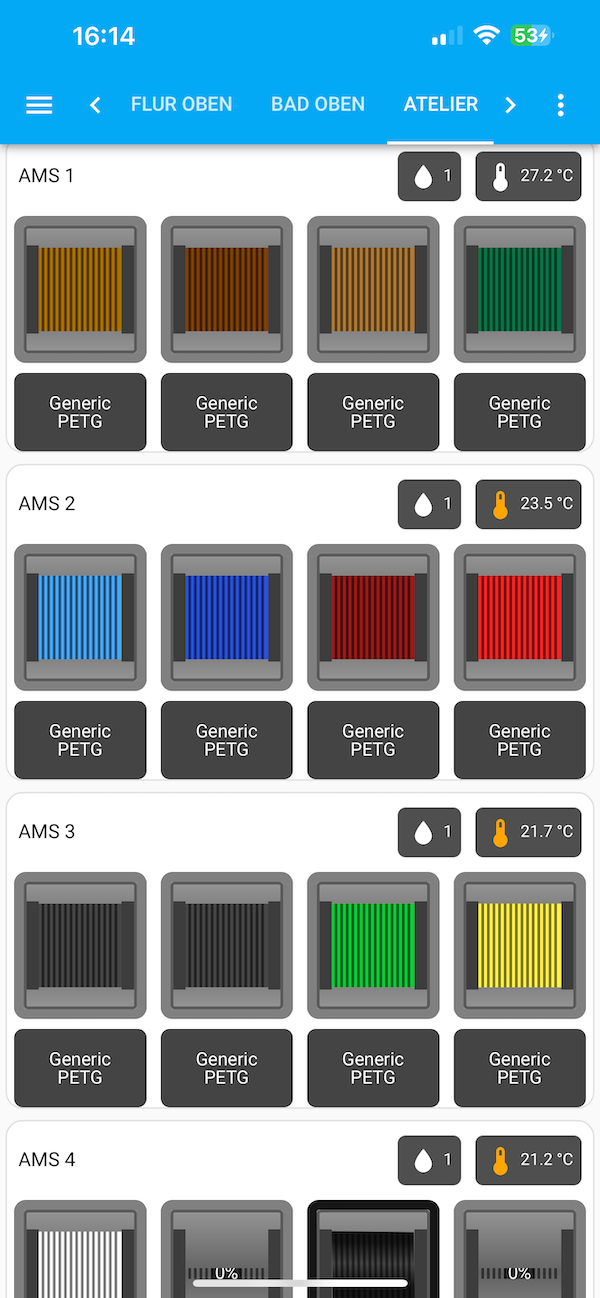 16:14
53
FLUR OBEN
BAD OBEN
ATELIER
AMS 1
1
27.2 °C
Generic
PETG
Generic
PETG
Generic
PETG
Generic
PETG
AMS 2
1
23.5 °C
Generic
PETG
Generic
PETG
Generic
PETG
Generic
PETG
AMS 3
1
21.7 °C
Generic
PETG
Generic
PETG
Generic
PETG
Generic
PETG
AMS 4
1
21.2 °C
0%
0%